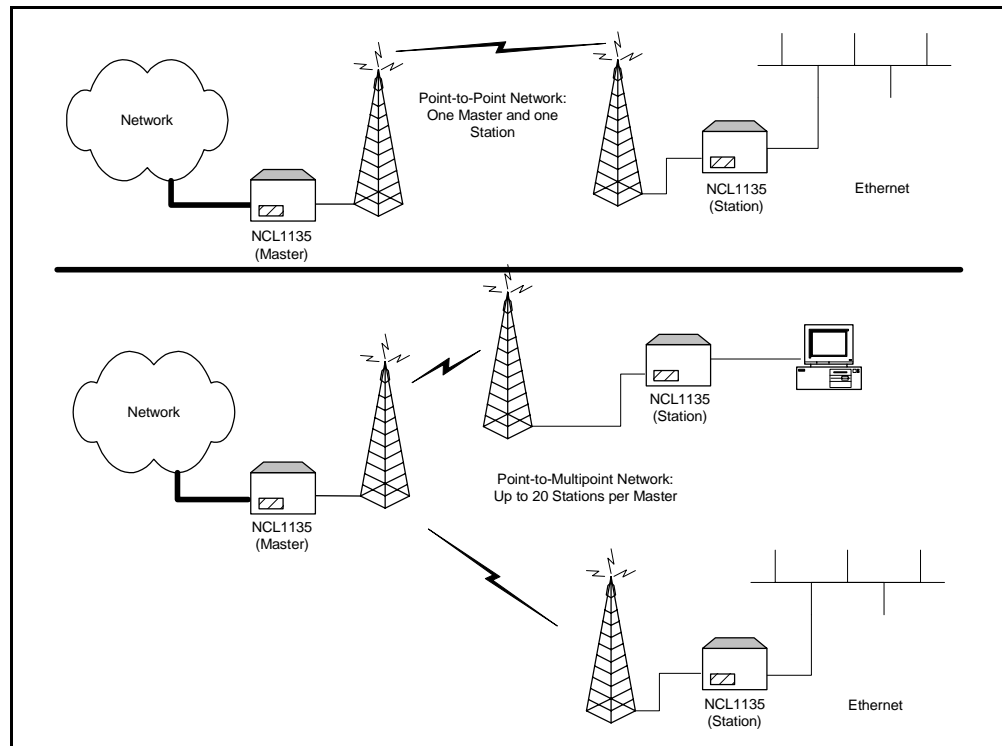 Network
Point-to-Point Network:
One Master and one
Station
NCL1135
(Master)
NCL1135
(Station)
Ethernet
Network
NCL1135
(Master)
NCL1135
(Station)
Point-to-Multipoint Network:
Up to 20 Stations per Master
NCL1135
(Station)
Ethernet